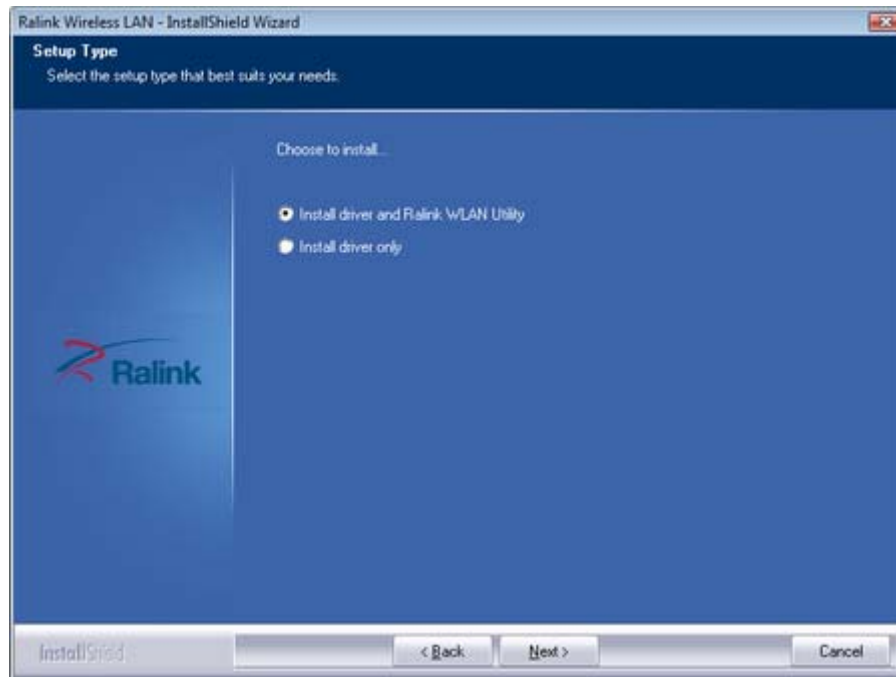 Ralink Wireless LAN - InstallShield Wizard
Setup Type
Select the setup type that best suits your needs.
Choose to install...
Install driver and Ralink WLAN Utility
Install driver only
Ralink
InstallShield
< Back
Next >
Cancel